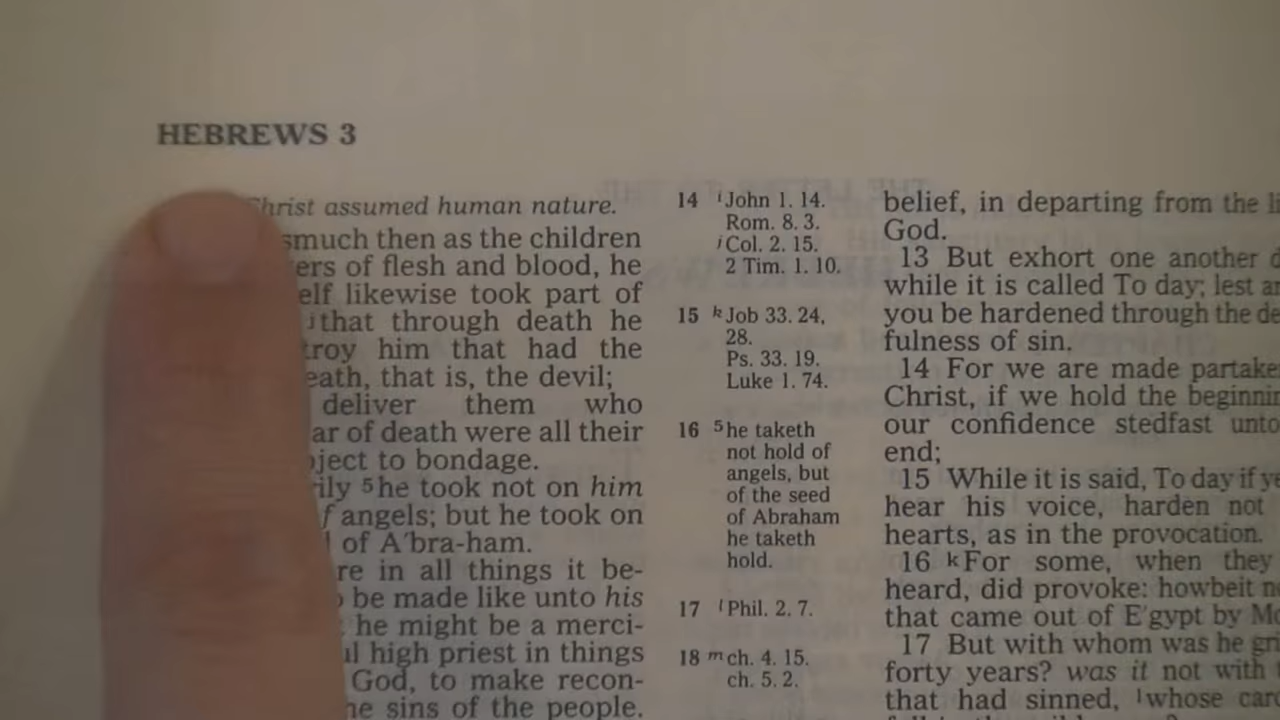 HEBREWS 3
Christ assumed human nature.
smuch then as the children
ers of flesh and blood, he
elf likewise took part of
j that through death he
troy him that had the
eath, that is, the devil;
deliver them who
ar of death were all their
ject to bondage.
ily 5he took not on him
f angels; but he took on
of A'bra-ham.
re in all things it be-
be made like unto his
he might be a merci-
ul high priest in things
God, to make recon-
he sins of the people.
14 i John 1. 14.
Rom. 8. 3.
j Col. 2. 15.
2 Tim. 1. 10.
15 k Job 33. 24,
28.
Ps. 33. 19.
Luke 1. 74.
16 5 he taketh
not hold of
angels, but
of the seed
of Abraham
he taketh
hold.
17 l Phil. 2. 7.
18 m ch. 4. 15.
ch. 5. 2.
belief, in departing from the li
God.
13 But exhort one another d
while it is called To day; lest an
you be hardened through the de
fulness of sin.
14 For we are made partake
Christ, if we hold the beginnin
our confidence stedfast unto
end;
15 While it is said, To day if ye
hear his voice, harden not
hearts, as in the provocation.
16 k For some, when they
heard, did provoke: howbeit n
that came out of E'gypt by Mo
17 But with whom was he gr
forty years? was it not with
that had sinned, l whose carc